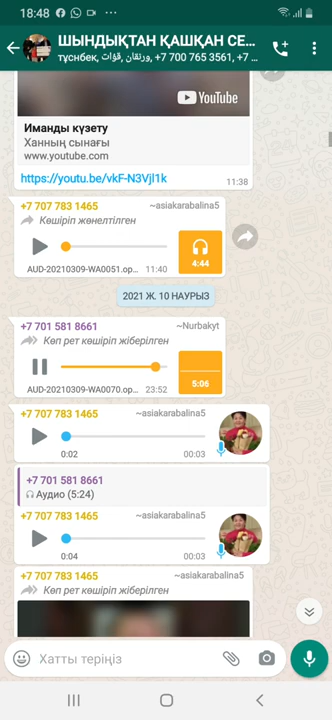 18:48
ШЫНДЫҚТАН ҚАШҚАН СЕ...
тұснбек, ورتقان, قۋات, +7 700 765 3561, +7 ...
YouTube
Иманды күзету
Ханның сынағы
www.youtube.com
https://youtu.be/vkF-N3Vjl1k
11:38
+7 707 783 1465 ~asiakarabalina5
Көшіріп жөнелтілген
4:44
AUD-20210309-WA0051.op... 11:40
2021 Ж. 10 НАУРЫЗ
+7 701 581 8661 ~Nurbakyt
Көп рет көшіріп жіберілген
5:06
AUD-20210309-WA0070.op... 23:52
+7 707 783 1465 ~asiakarabalina5
0:02 00:03
+7 701 581 8661
Аудио (5:24)
+7 707 783 1465 ~asiakarabalina5
0:04 00:03
+7 707 783 1465 ~asiakarabalina5
Көп рет көшіріп жіберілген
Хатты теріңіз